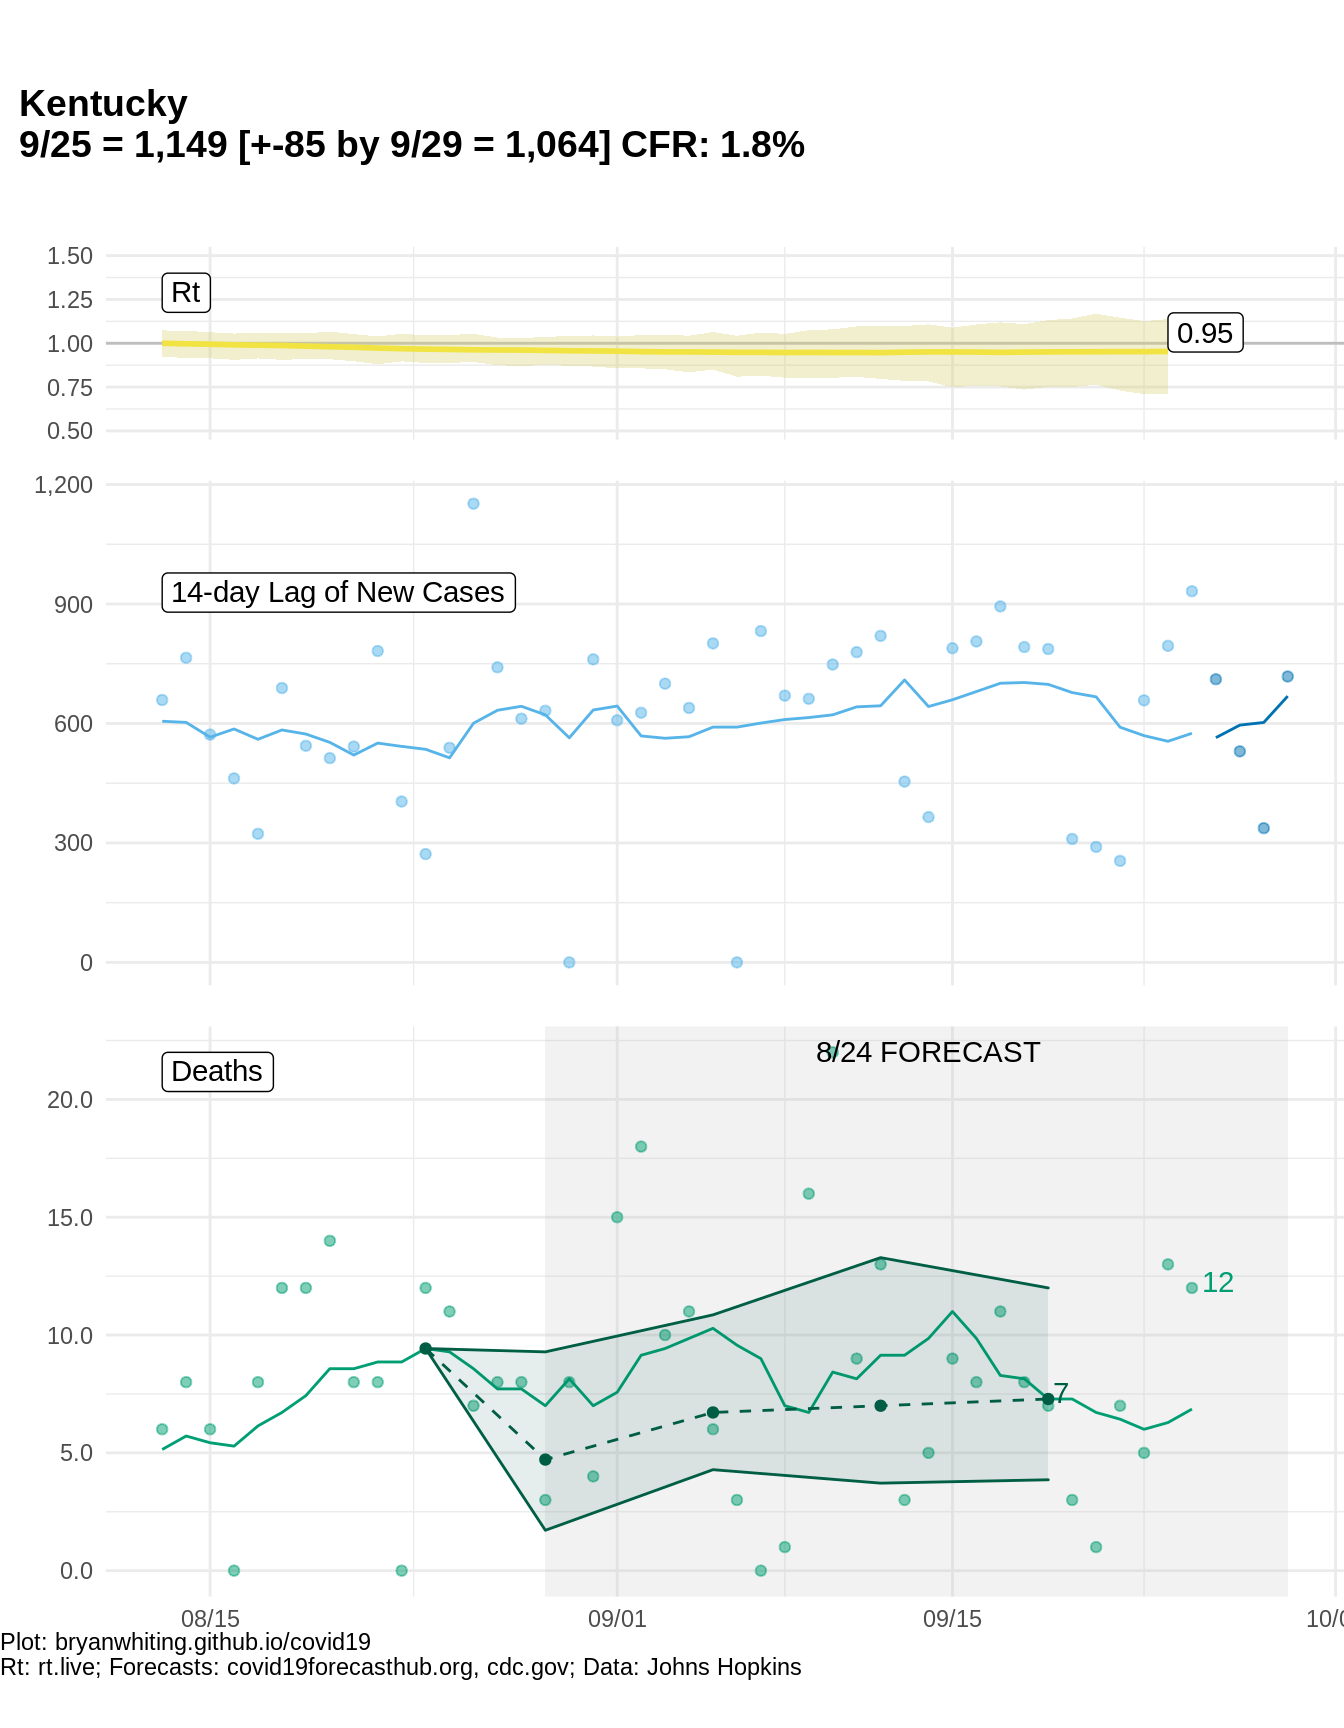 Kentucky
9/25 = 1,149 [+-85 by 9/29 = 1,064] CFR: 1.8%
1.50
Rt
1.25
0.95
1.00
0.75
0.50
1,200
14-day Lag of New Cases
900
600
300
0
8/24 FORECAST
Deaths
20.0
15.0
12
10.0
7
5.0
0.0
08/15 09/01 09/15 10/0
Plot: bryanwhiting.github.io/covid19
Rt: rt.live; Forecasts: covid19forecasthub.org, cdc.gov; Data: Johns Hopkins